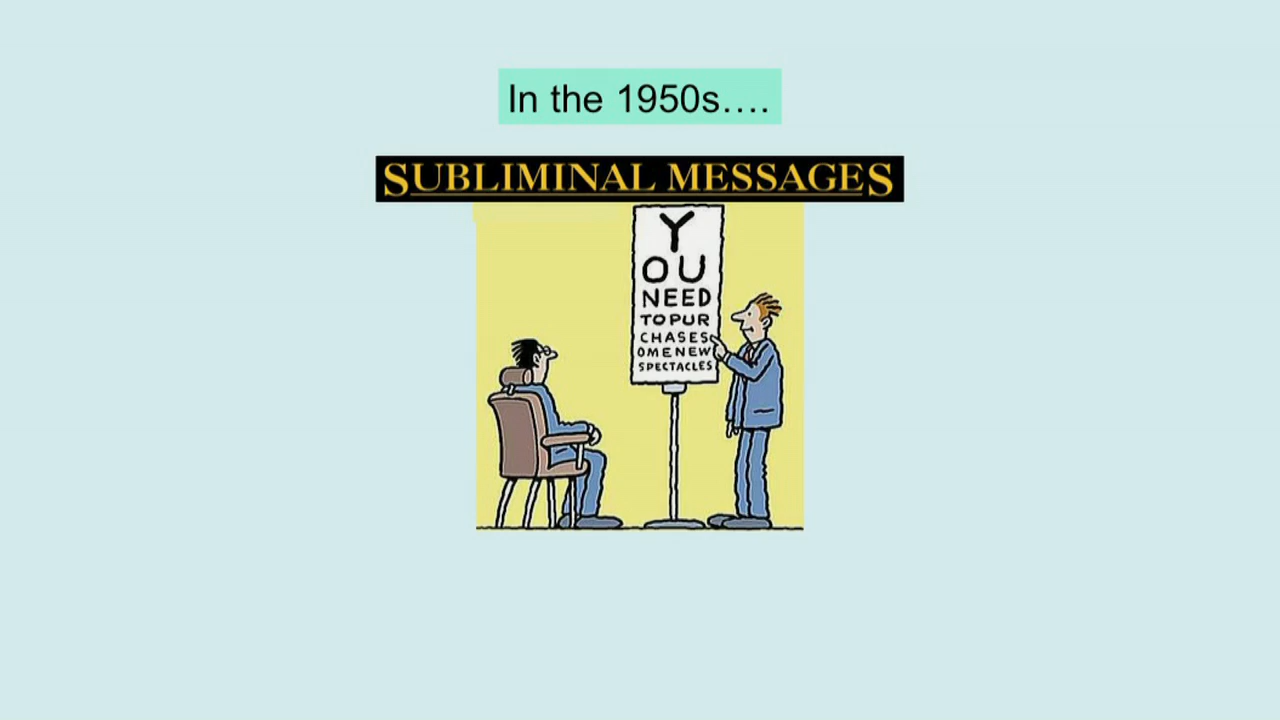 In the 1950s....
SUBLIMINAL MESSAGES
Y
OU
NEED
TOPUR
CHASES
OMENEW
SPECTACLES